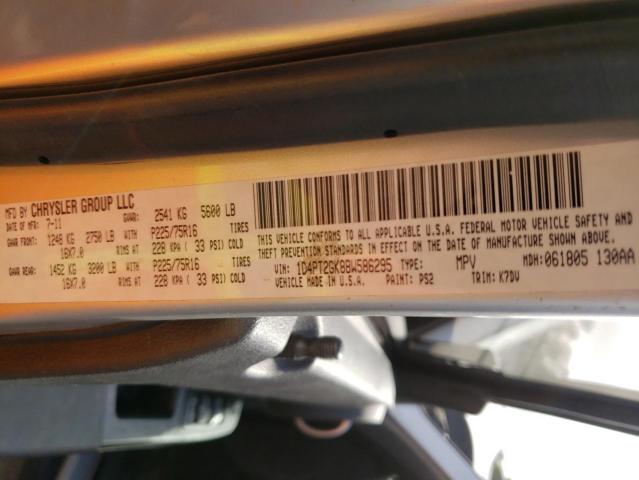 MFD BY CHRYSLER GROUP LLC
DATE OF MFR: 7-11 GVWR: 2541 KG 5600 LB
GAWR FRONT: 1248 KG 2750 LB WITH P225/75R16 TIRES
16X7.0 RIMS AT 228 KPA ( 33 PSI) COLD
GAWR REAR: 1452 KG 3200 LB WITH P225/75R16 TIRES
16X7.0 RIMS AT 228 KPA ( 33 PSI) COLD
THIS VEHICLE CONFORMS TO ALL APPLICABLE U.S.A. FEDERAL MOTOR VEHICLE SAFETY AND
THEFT PREVENTION STANDARDS IN EFFECT ON THE DATE OF MANUFACTURE SHOWN ABOVE.
VIN: 1D4PT2GK8BW586295 TYPE: MPV MDH: 061805 130AA
VEHICLE MADE IN U.S.A. PAINT: PS2 TRIM: K7DV